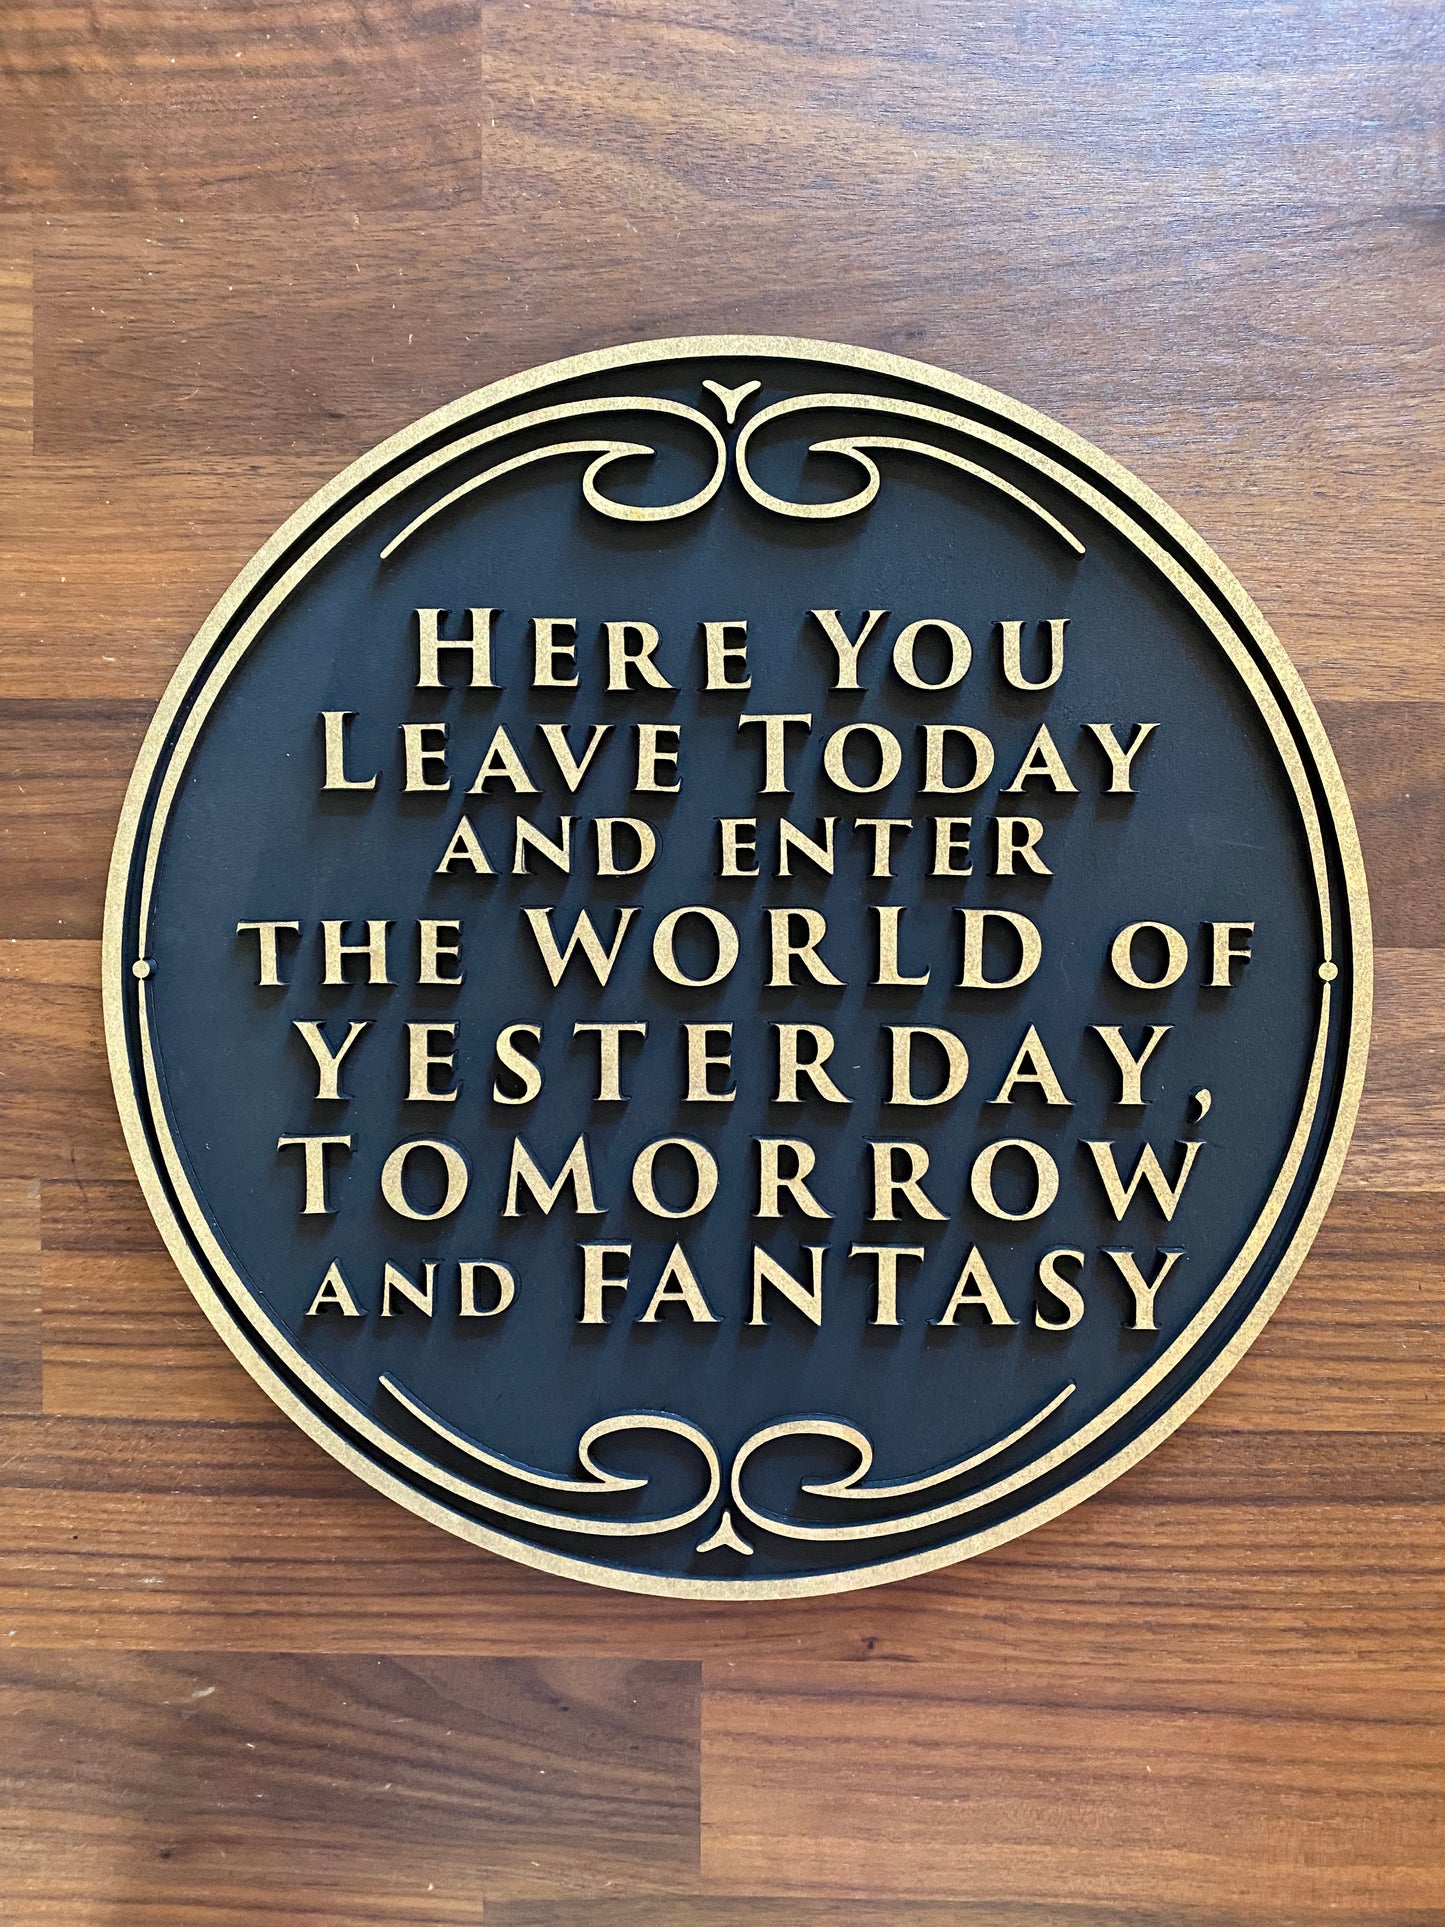 HERE YOU
LEAVE TODAY
AND ENTER
THE WORLD OF
YESTERDAY,
TOMORROW
AND FANTASY